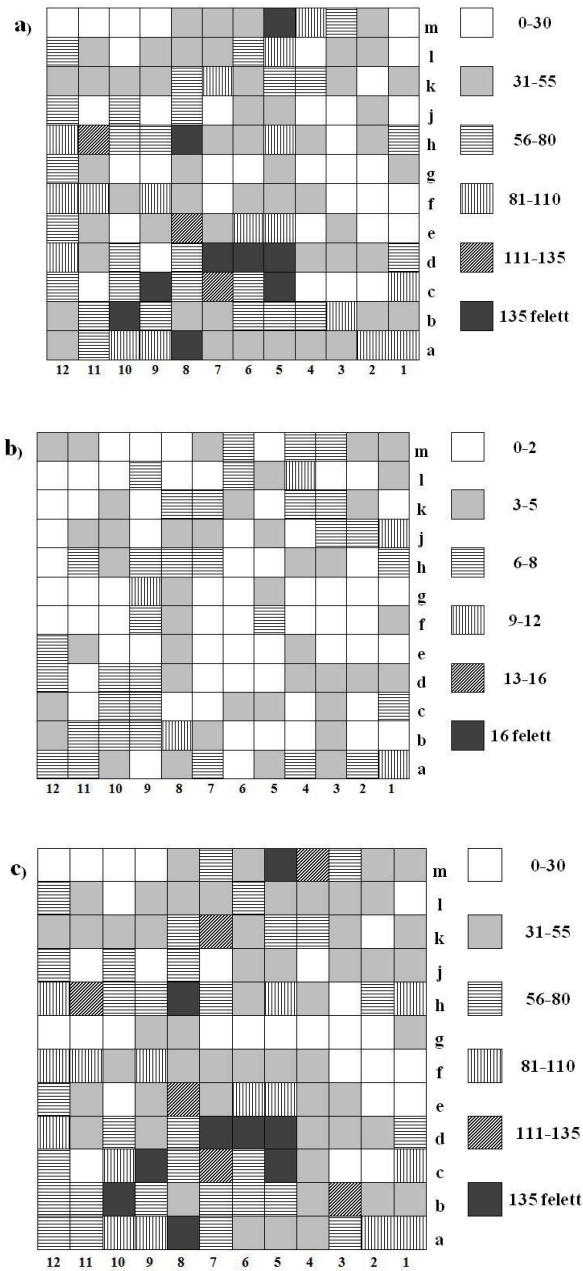 a)
m 0-30
l
k 31-55
j
h 56-80
g
f 81-110
e
d 111-135
c
b 135 felett
a
12 11 10 9 8 7 6 5 4 3 2 1
b)
m 0-2
l
k 3-5
j
h 6-8
g
f 9-12
e
d 13-16
c
b 16 felett
a
12 11 10 9 8 7 6 5 4 3 2 1
c)
m 0-30
l
k 31-55
j
h 56-80
g
f 81-110
e
d 111-135
c
b 135 felett
a
12 11 10 9 8 7 6 5 4 3 2 1